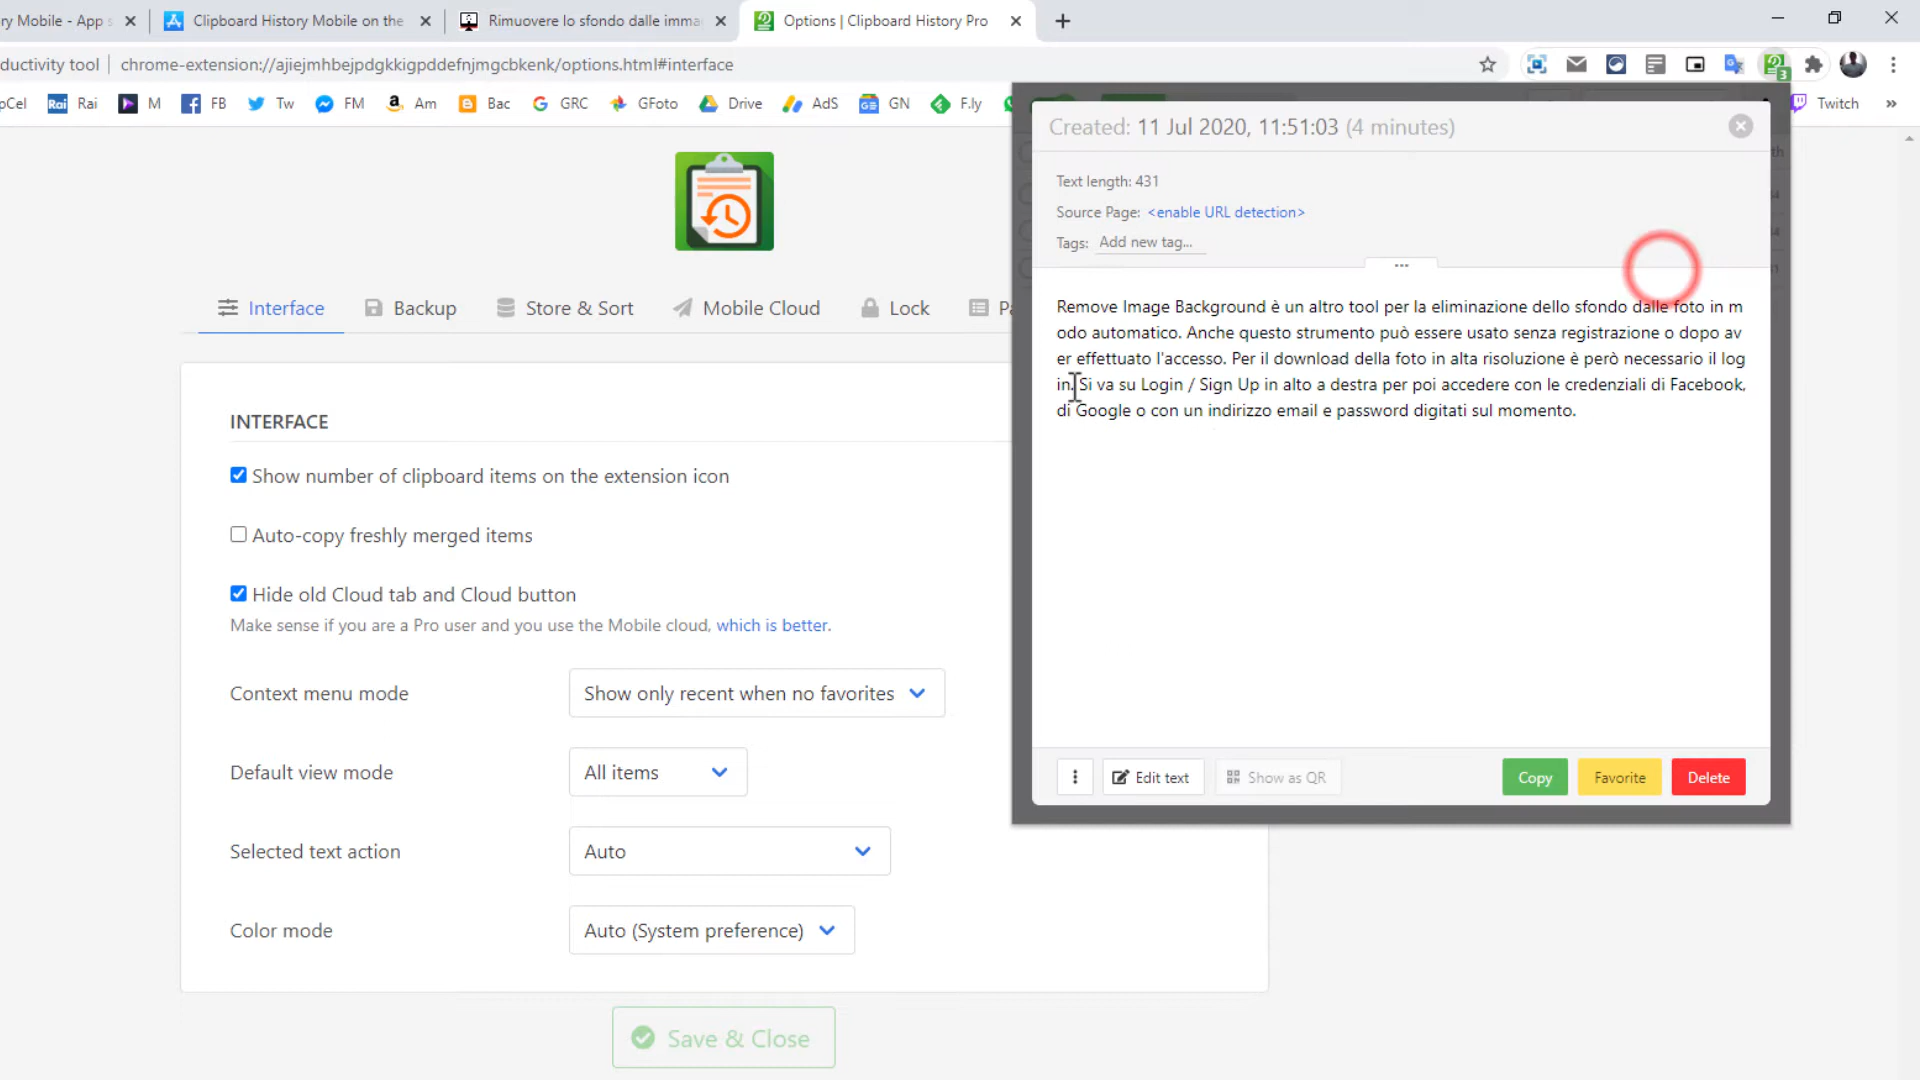 ry Mobile - App s
Clipboard History Mobile on the
Rimuovere lo sfondo dalle imma
Options | Clipboard History Pro
ductivity tool
chrome-extension://ajiejmhbejpdgkkigpddefnjmgcbkenk/options.html#interface
3
pCel
Rai Rai
M
FB
Tw
FM
Am
Bac
GRC
GFoto
Drive
AdS
GN
F.ly
Twitch
»
Created: 11 Jul 2020, 11:51:03 (4 minutes)
Text length: 431
Source Page: <enable URL detection>
Tags: Add new tag...
...
Remove Image Background è un altro tool per la eliminazione dello sfondo dalle foto in m
odo automatico. Anche questo strumento può essere usato senza registrazione o dopo av
er effettuato l'accesso. Per il download della foto in alta risoluzione è però necessario il log
in. Si va su Login / Sign Up in alto a destra per poi accedere con le credenziali di Facebook,
di Google o con un indirizzo email e password digitati sul momento.
Edit text
Show as QR
Copy
Favorite
Delete
Interface
Backup
Store & Sort
Mobile Cloud
Lock
Pa
INTERFACE
Show number of clipboard items on the extension icon
Auto-copy freshly merged items
Hide old Cloud tab and Cloud button
Make sense if you are a Pro user and you use the Mobile cloud, which is better.
Context menu mode
Show only recent when no favorites
Default view mode
All items
Selected text action
Auto
Color mode
Auto (System preference)
Save & Close